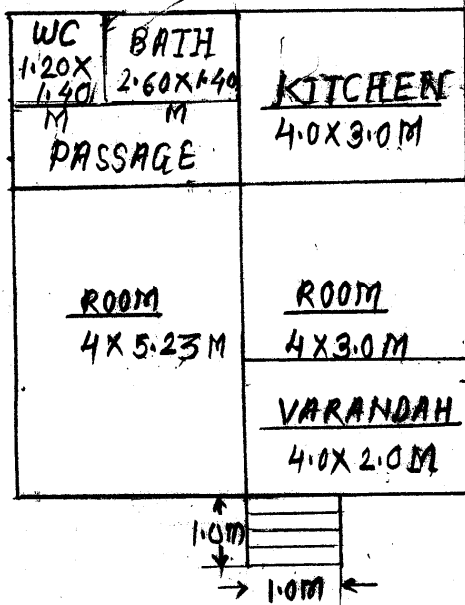 WC
1.20X
1.40
M
BATH
2.60X1.40
M
KITCHEN
4.0X3.0M
PASSAGE
ROOM
4X5.23M
ROOM
4X3.0M
VARANDAH
4.0X2.0M
1.0M
1.0M